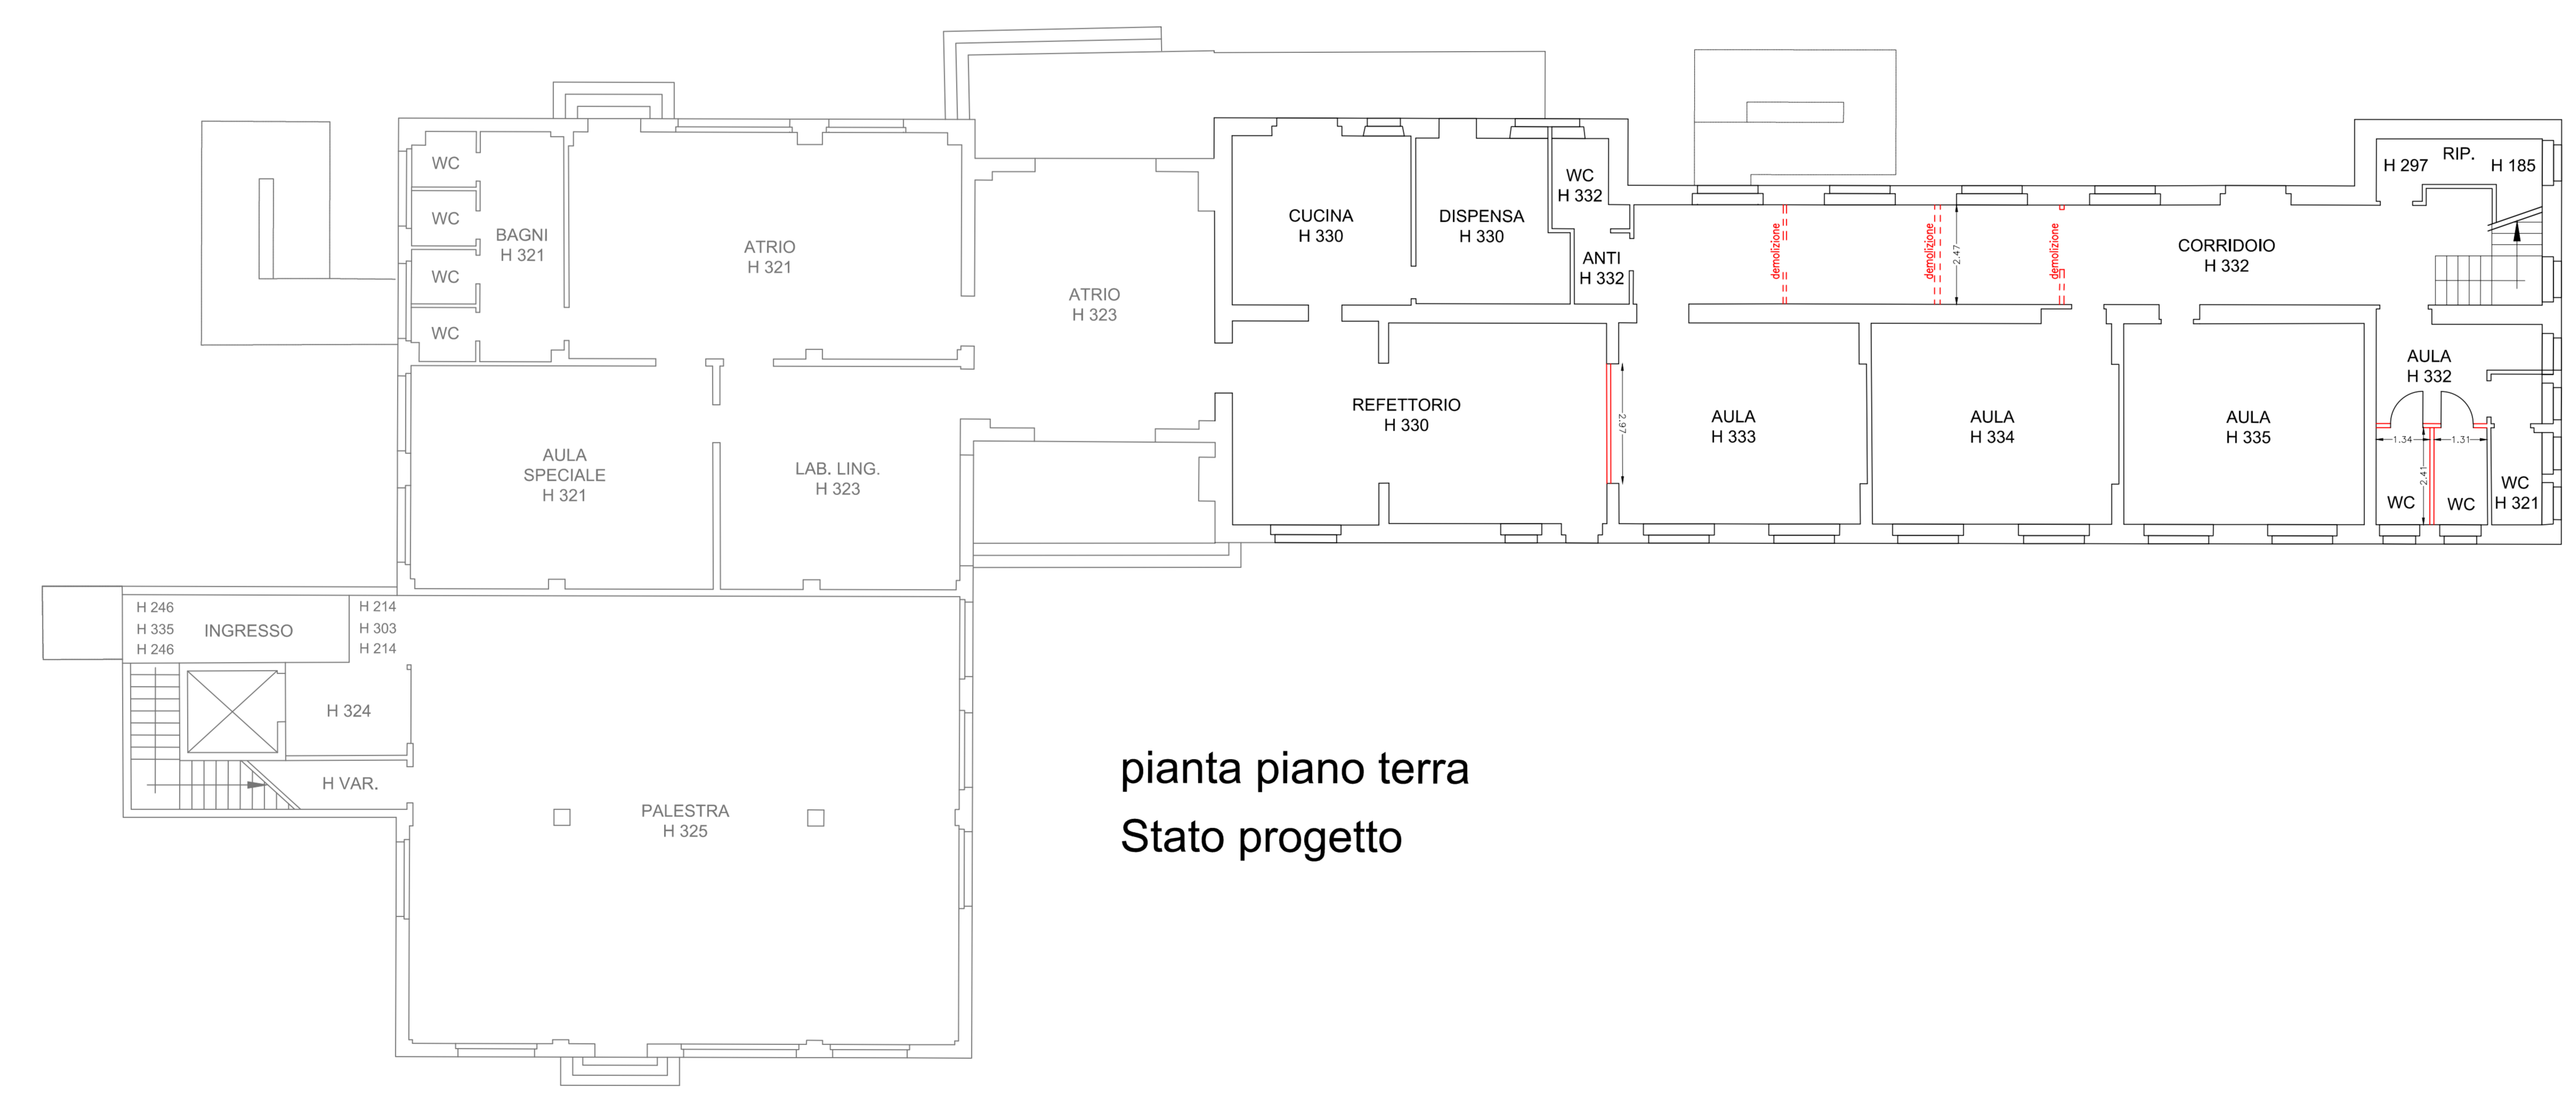 WC
WC
WC
WC
BAGNI
H 321
ATRIO
H 321
ATRIO
H 323
AULA
SPECIALE
H 321
LAB. LING.
H 323
CUCINA
H 330
DISPENSA
H 330
WC
H 332
ANTI
H 332
demolizione
demolizione
2.47
demolizione
CORRIDOIO
H 332
RIP.
H 297
H 185
REFETTORIO
H 330
2.97
AULA
H 333
AULA
H 334
AULA
H 335
AULA
H 332
1.34
1.31
2.41
WC
WC
WC
H 321
H 246
H 335
H 246
INGRESSO
H 214
H 303
H 214
H 324
H VAR.
PALESTRA
H 325
pianta piano terra
Stato progetto